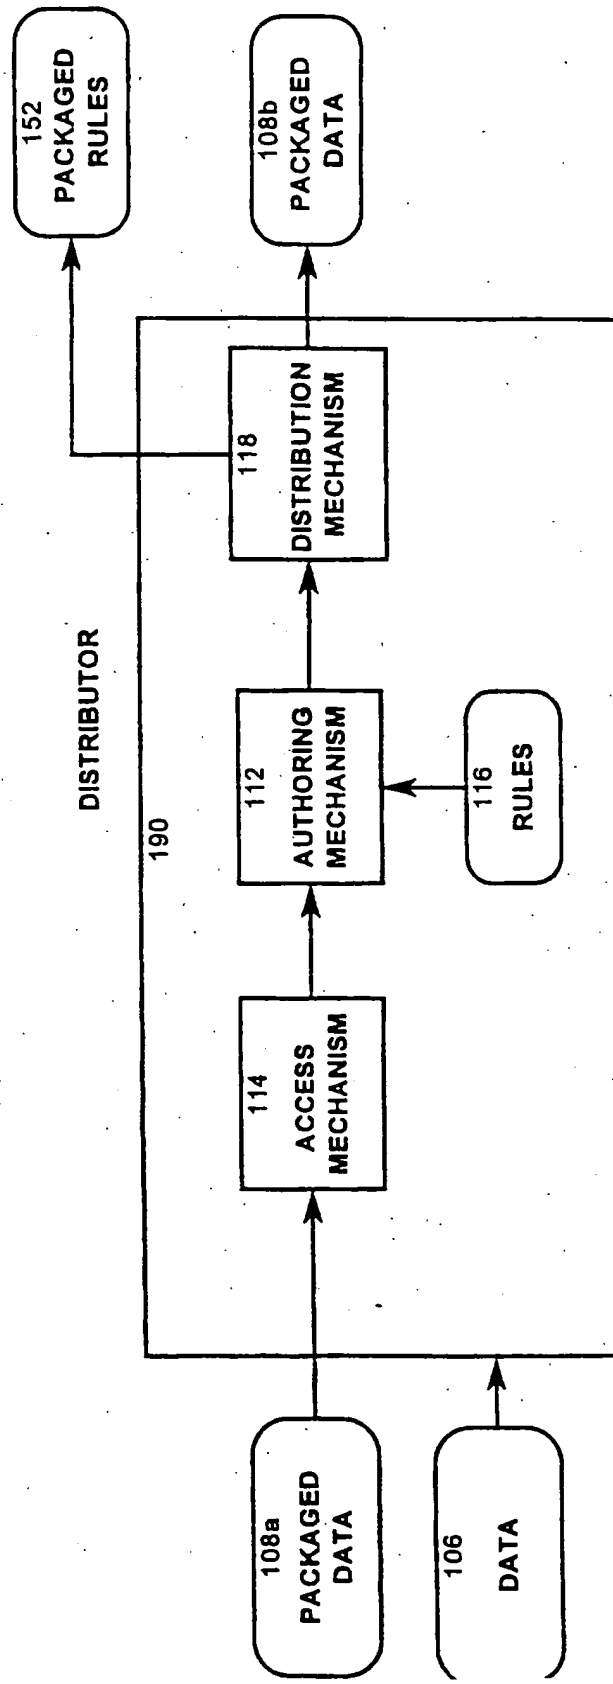 DISTRIBUTOR
190
108a
PACKAGED
DATA
106
DATA
114
ACCESS
MECHANISM
112
AUTHORING
MECHANISM
116
RULES
118
DISTRIBUTION
MECHANISM
152
PACKAGED
RULES
108b
PACKAGED
DATA